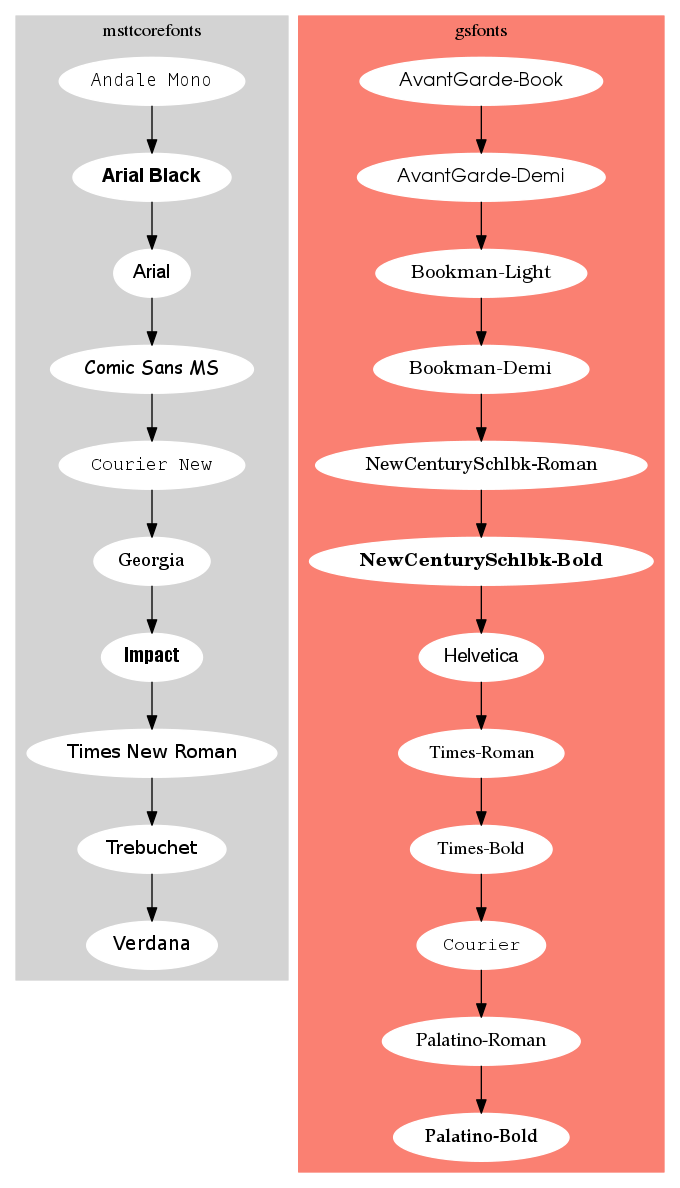 msttcorefonts
Andale Mono
Arial Black
Arial
Comic Sans MS
Courier New
Georgia
Impact
Times New Roman
Trebuchet
Verdana
gsfonts
AvantGarde-Book
AvantGarde-Demi
Bookman-Light
Bookman-Demi
NewCenturySchlbk-Roman
NewCenturySchlbk-Bold
Helvetica
Times-Roman
Times-Bold
Courier
Palatino-Roman
Palatino-Bold